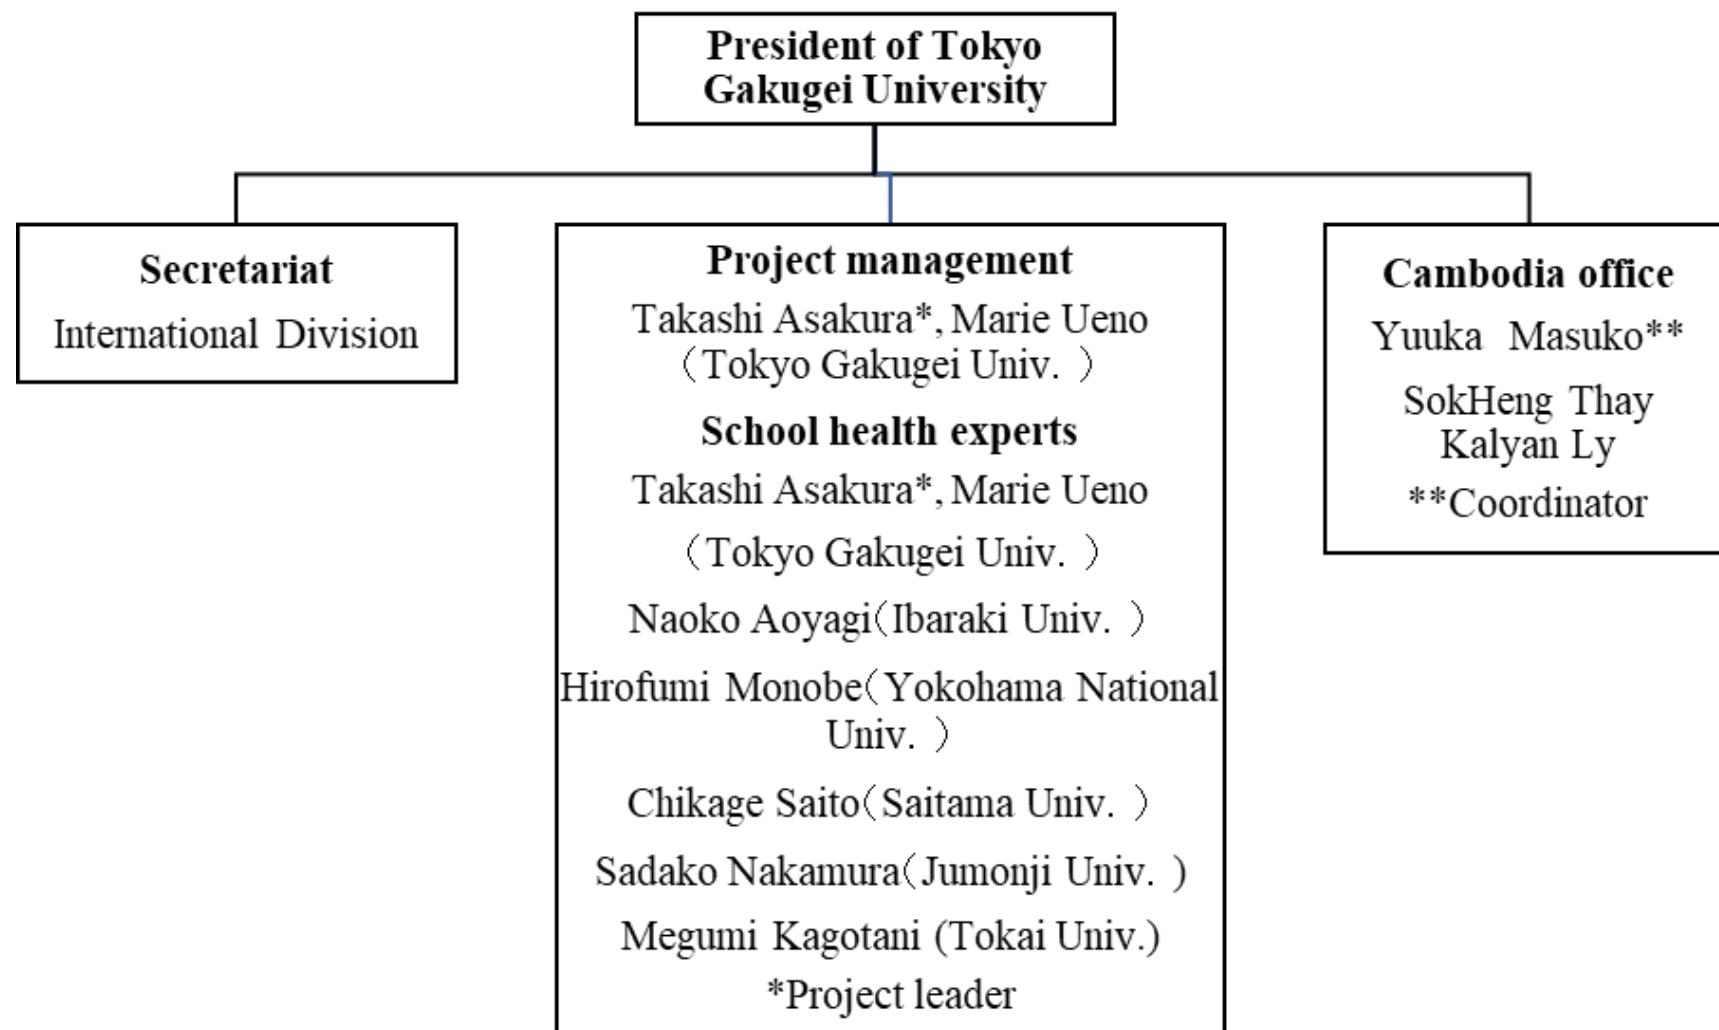 President of Tokyo
Gakugei University
Secretariat
International Division
Project management
Takashi Asakura*, Marie Ueno
（Tokyo Gakugei Univ. ）
School health experts
Takashi Asakura*, Marie Ueno
（Tokyo Gakugei Univ. ）
Naoko Aoyagi（Ibaraki Univ. ）
Hirofumi Monobe（Yokohama National
Univ. ）
Chikage Saito（Saitama Univ. ）
Sadako Nakamura（Jumonji Univ. )
Megumi Kagotani (Tokai Univ.)
*Project leader
Cambodia office
Yuuka Masuko**
SokHeng Thay
Kalyan Ly
**Coordinator